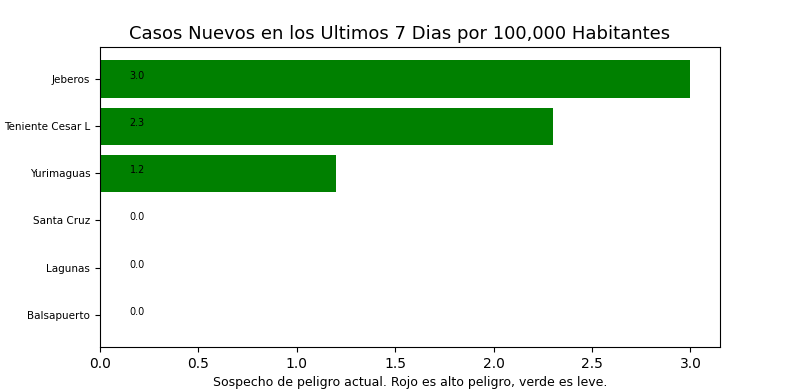 Casos Nuevos en los Ultimos 7 Dias por 100,000 Habitantes
Jeberos 3.0
Teniente Cesar L 2.3
Yurimaguas 1.2
Santa Cruz 0.0
Lagunas 0.0
Balsapuerto 0.0
0.0 0.5 1.0 1.5 2.0 2.5 3.0
Sospecho de peligro actual. Rojo es alto peligro, verde es leve.